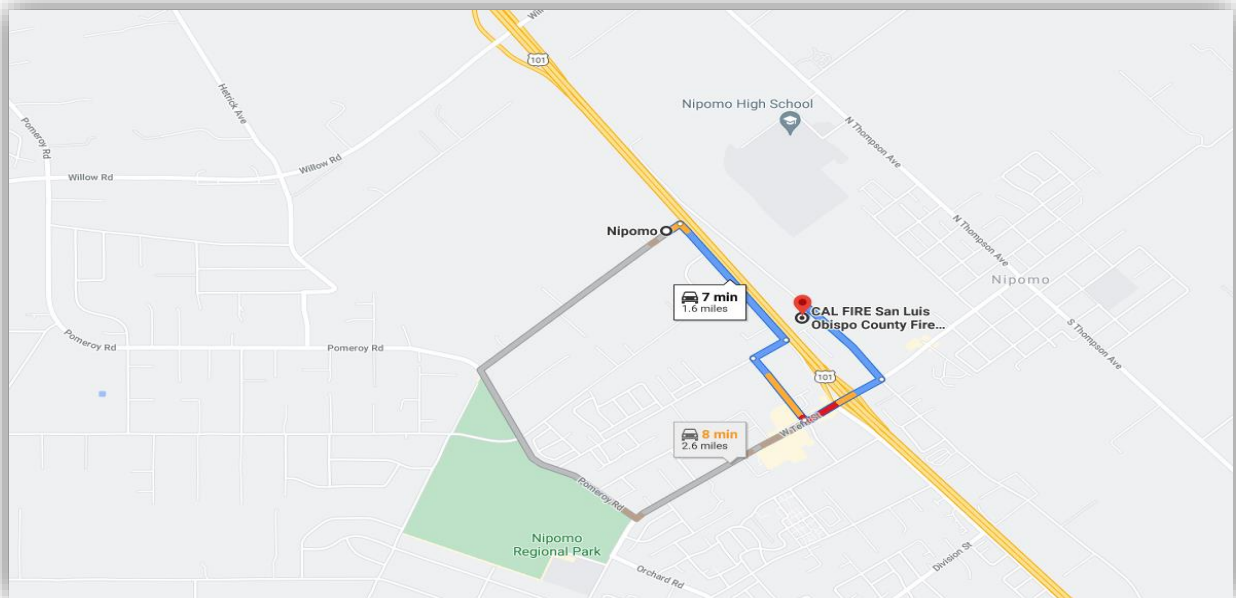 101
Nipomo High School
Hetrick Ave
Pomeroy Rd
N Thompson Ave
Willow Rd
Willow Rd
N Thompson Ave
Nipomo
Nipomo
7 min
1.6 miles
CAL FIRE San Luis
Obispo County Fire...
S Thompson Ave
Pomeroy Rd
Pomeroy Rd
101
8 min
2.6 miles
Pomeroy Rd
Nipomo
Regional Park
Division St
Orchard Rd